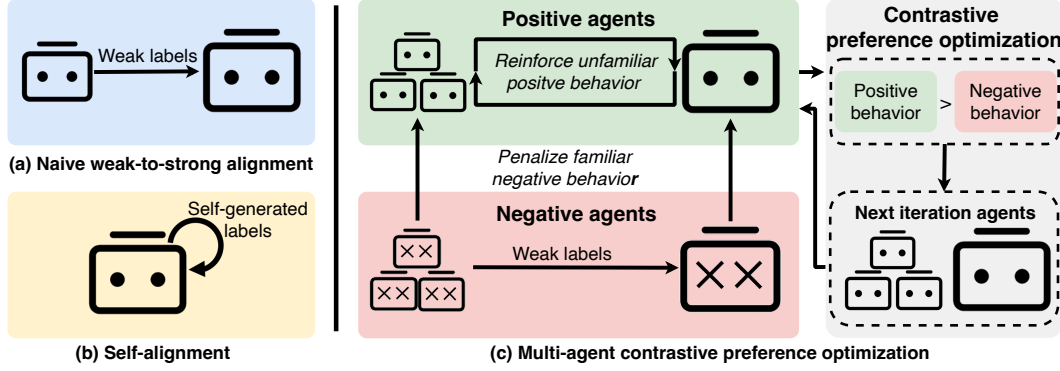 Weak labels
(a) Naive weak-to-strong alignment
Self-generated
labels
(b) Self-alignment
Positive agents
Reinforce unfamiliar
positve behavior
Penalize familiar
negative behavior
Negative agents
Weak labels
(c) Multi-agent contrastive preference optimization
Contrastive
preference optimization
Positive
behavior
>
Negative
behavior
Next iteration agents